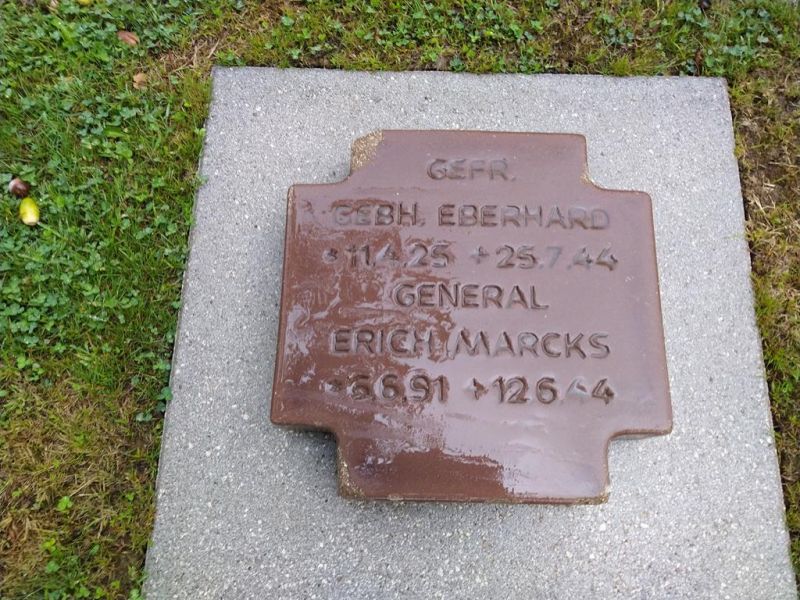 GEFR.
GEBH. EBERHARD
*11.4.25 +25.7.44
GENERAL
ERICH MARCKS
*6.6.91 +12.6.44